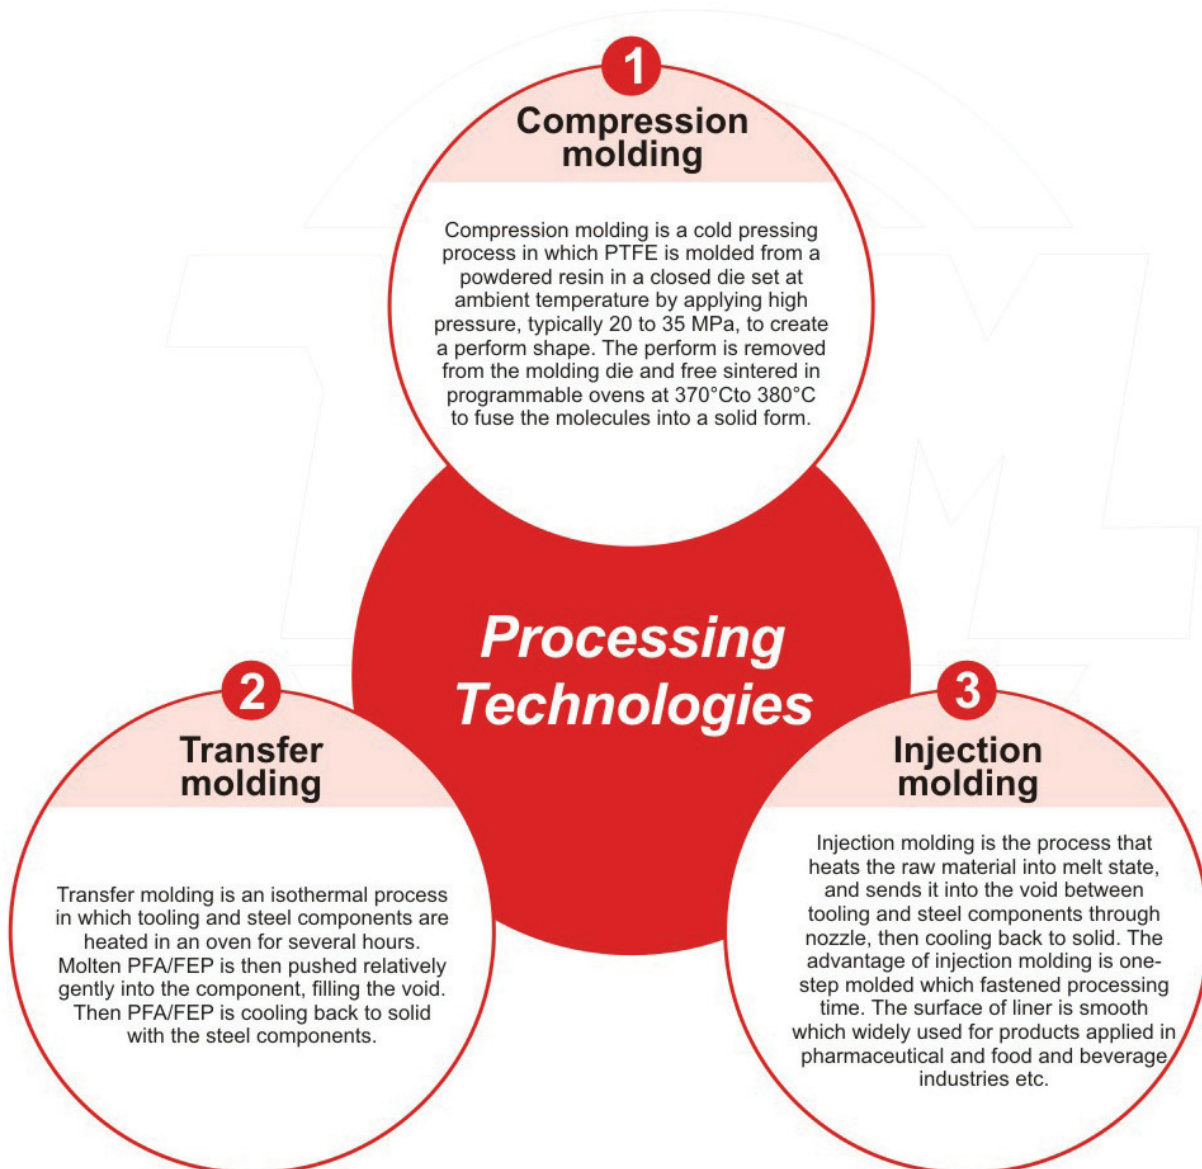 1
Compression
molding
Compression molding is a cold pressing
process in which PTFE is molded from a
powdered resin in a closed die set at
ambient temperature by applying high
pressure, typically 20 to 35 MPa, to create
a perform shape. The perform is removed
from the molding die and free sintered in
programmable ovens at 370°Cto 380°C
to fuse the molecules into a solid form.
Processing
Technologies
2
Transfer
molding
Transfer molding is an isothermal process
in which tooling and steel components are
heated in an oven for several hours.
Molten PFA/FEP is then pushed relatively
gently into the component, filling the void.
Then PFA/FEP is cooling back to solid
with the steel components.
3
Injection
molding
Injection molding is the process that
heats the raw material into melt state,
and sends it into the void between
tooling and steel components through
nozzle, then cooling back to solid. The
advantage of injection molding is one-
step molded which fastened processing
time. The surface of liner is smooth
which widely used for products applied in
pharmaceutical and food and beverage
industries etc.